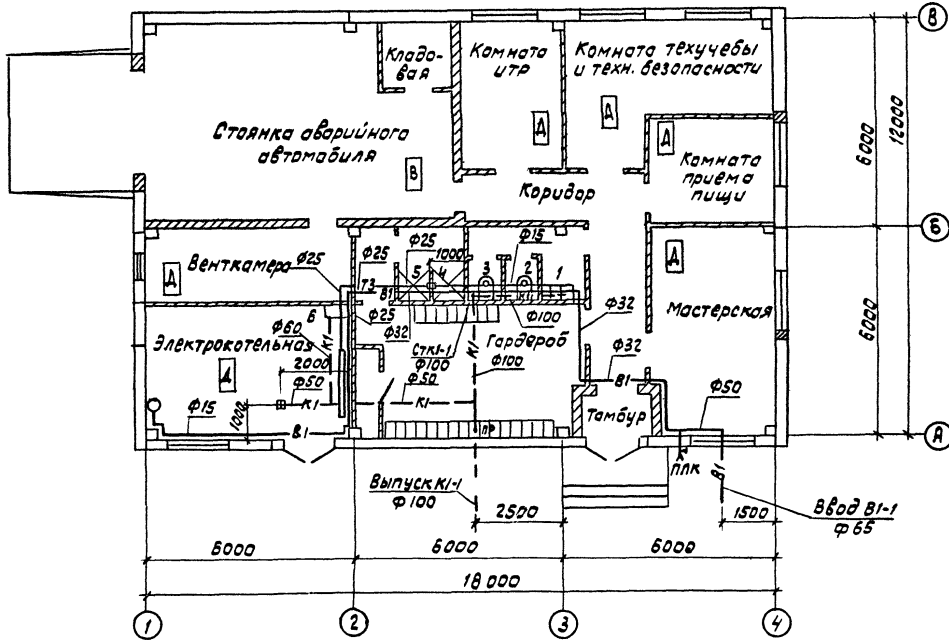 В
Кладо-
вая
Комната
ИТР
Комната техучебы
и техн. безопасности
Стоянка аварийного
автомобиля
В
Д
Д
Д
Комната
приема
пищи
Коридор
6000
12000
Б
Венткамера
Д
Ф25
Ф25
Т3
Ф25
1000
Ф15
В1
5
4
3
2
1
К1
Ф100
Ф32
Д
Мастерская
6
Ф60
К1
Ф25
Ф32
Электрокотельная
Д
Стк1-1
Ф100
К1
Ф100
Гардероб
2000
Ф50
К1
1000
Ф15
В1
Ф50
К1
ПР
Ф32
В1
Тамбур
Ф50
6000
А
ППК
В1
Выпуск К1-1
Ф100
2500
1500
Ввод В1-1
Ф65
6000
6000
6000
18000
1
2
3
4